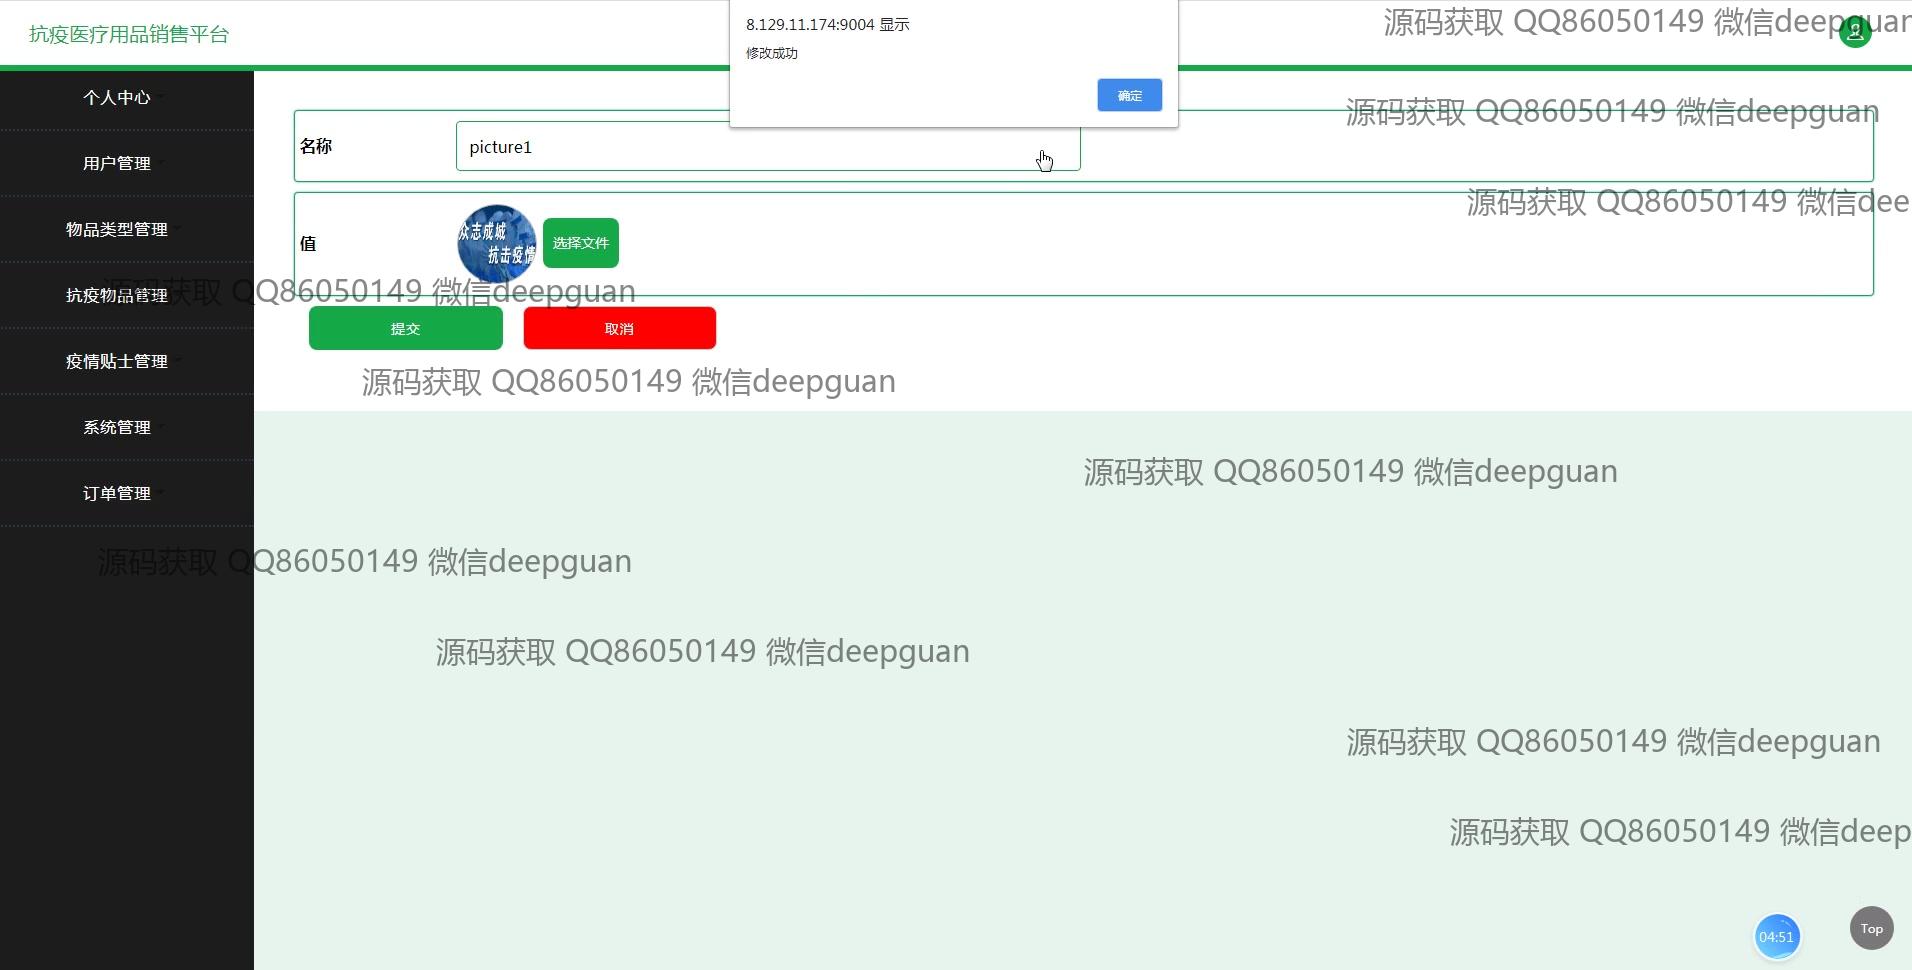 8.129.11.174:9004 显示
修改成功
确定
抗疫医疗用品销售平台
源码获取 QQ86050149 微信deepguan
个人中心
源码获取 QQ86050149 微信deepguan
名称
picture1
用户管理
源码获取 QQ86050149 微信dee
物品类型管理
值
众志成城
抗击疫情
选择文件
抗疫物品管理
源码获取 QQ86050149 微信deepguan
提交
取消
疫情贴士管理
源码获取 QQ86050149 微信deepguan
系统管理
源码获取 QQ86050149 微信deepguan
订单管理
源码获取 QQ86050149 微信deepguan
源码获取 QQ86050149 微信deepguan
源码获取 QQ86050149 微信deepguan
源码获取 QQ86050149 微信deep
04:51
Top